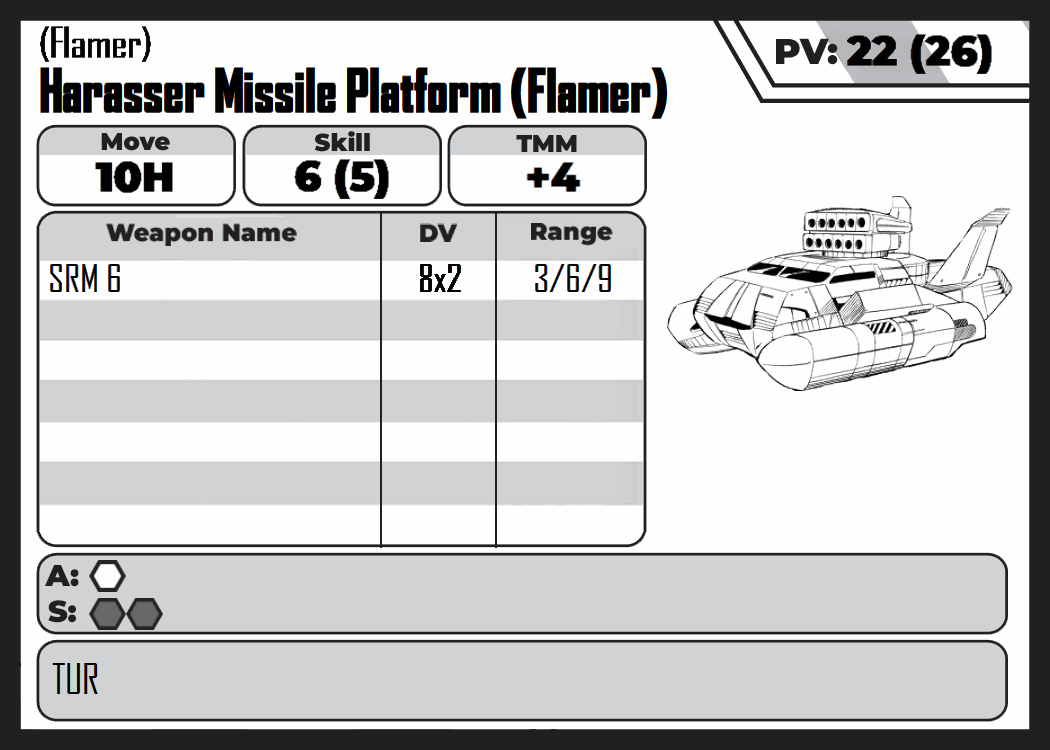 (Flamer)
Harasser Missile Platform (Flamer)
PV: 22 (26)
Move Skill TMM
10H 6 (5) +4
Weapon Name DV Range
SRM 6 8x2 3/6/9
A:
S:
TUR